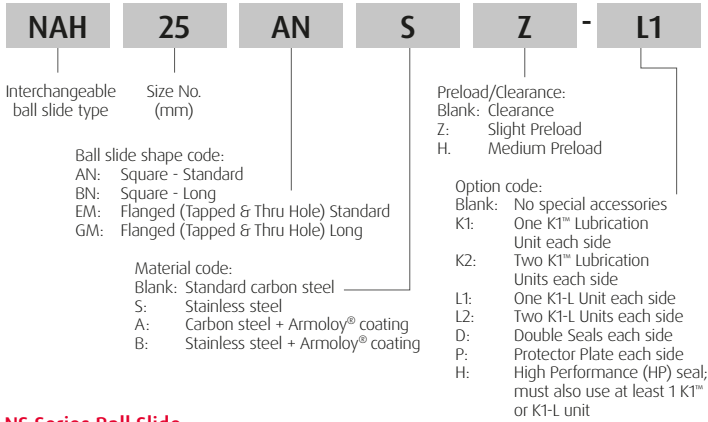 NAH 25 AN S Z - L1
Interchangeable
ball slide type
Size No.
(mm)
Preload/Clearance:
Blank: Clearance
Z: Slight Preload
H. Medium Preload
Ball slide shape code:
AN: Square - Standard
BN: Square - Long
EM: Flanged (Tapped & Thru Hole) Standard
GM: Flanged (Tapped & Thru Hole) Long
Option code:
Blank: No special accessories
K1: One K1™ Lubrication
Unit each side
K2: Two K1™ Lubrication
Units each side
L1: One K1-L Unit each side
L2: Two K1-L Units each side
D: Double Seals each side
P: Protector Plate each side
H: High Performance (HP) seal;
must also use at least 1 K1™
or K1-L unit
Material code:
Blank: Standard carbon steel
S: Stainless steel
A: Carbon steel + Armoloy® coating
B: Stainless steel + Armoloy® coating
NS Series Ball Slide